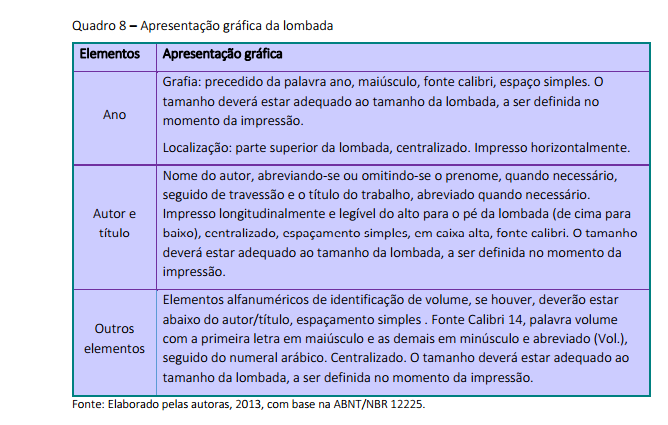 Quadro 8 – Apresentação gráfica da lombada
Elementos Apresentação gráfica
Ano
Grafia: precedido da palavra ano, maiúsculo, fonte calibri, espaço simples. O
tamanho deverá estar adequado ao tamanho da lombada, a ser definida no
momento da impressão.
Localização: parte superior da lombada, centralizado. Impresso horizontalmente.
Autor e
título
Nome do autor, abreviando-se ou omitindo-se o prenome, quando necessário,
seguido de travessão e o título do trabalho, abreviado quando necessário.
Impresso longitudinalmente e legível do alto para o pé da lombada (de cima para
baixo), centralizado, espaçamento simples, em caixa alta, fonte calibri. O tamanho
deverá estar adequado ao tamanho da lombada, a ser definida no momento da
impressão.
Outros
elementos
Elementos alfanuméricos de identificação de volume, se houver, deverão estar
abaixo do autor/título, espaçamento simples . Fonte Calibri 14, palavra volume
com a primeira letra em maiúsculo e as demais em minúsculo e abreviado (Vol.),
seguido do numeral arábico. Centralizado. O tamanho deverá estar adequado ao
tamanho da lombada, a ser definida no momento da impressão.
Fonte: Elaborado pelas autoras, 2013, com base na ABNT/NBR 12225.